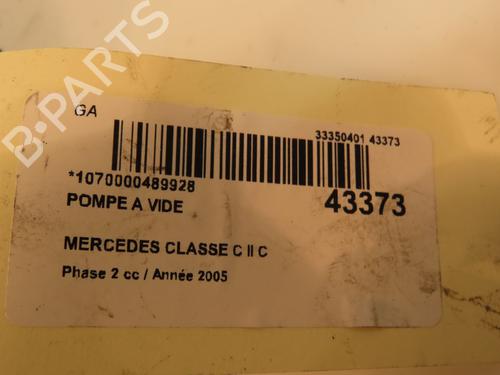 B-PARTS
GA
33350401 43373
*1070000489928
POMPE A VIDE
43373
MERCEDES CLASSE C II C
Phase 2 cc / Année 2005